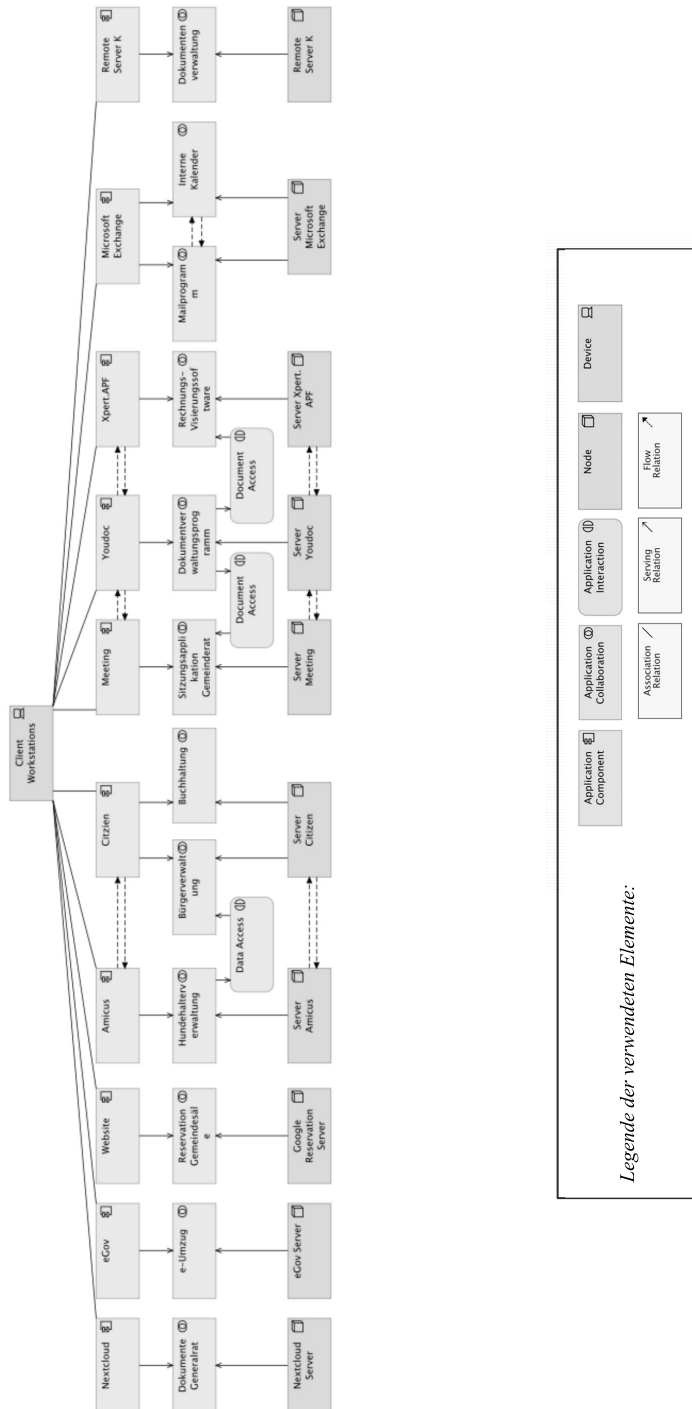 Client
Workstations
Nextcloud
eGov
Website
Amicus
Citzien
Meeting
Youdoc
Xpert.APF
Microsoft
Exchange
Remote
Server K
Dokumente
Generalrat
e-Umzug
Reservation
Gemeindesäl
e
Hundehalterv
erwaltung
Bürgerverwalt
ung
Buchhaltung
Sitzungsappli
kation
Gemeinderat
Dokumentver
waltungsprog
ramm
Rechnungs-
Visierungssof
tware
Mailprogram
m
Interne
Kalender
Dokumenten
verwaltung
Data Access
Document
Access
Document
Access
Nextcloud
Server
eGov Server
Google
Reservation
Server
Server
Amicus
Server
Citizen
Server
Meeting
Server
Youdoc
Server Xpert.
APF
Server
Microsoft
Exchange
Remote
Server K
Legende der verwendeten Elemente:
Application
Component
Application
Collaboration
Application
Interaction
Node
Device
Association
Relation
Serving
Relation
Flow
Relation